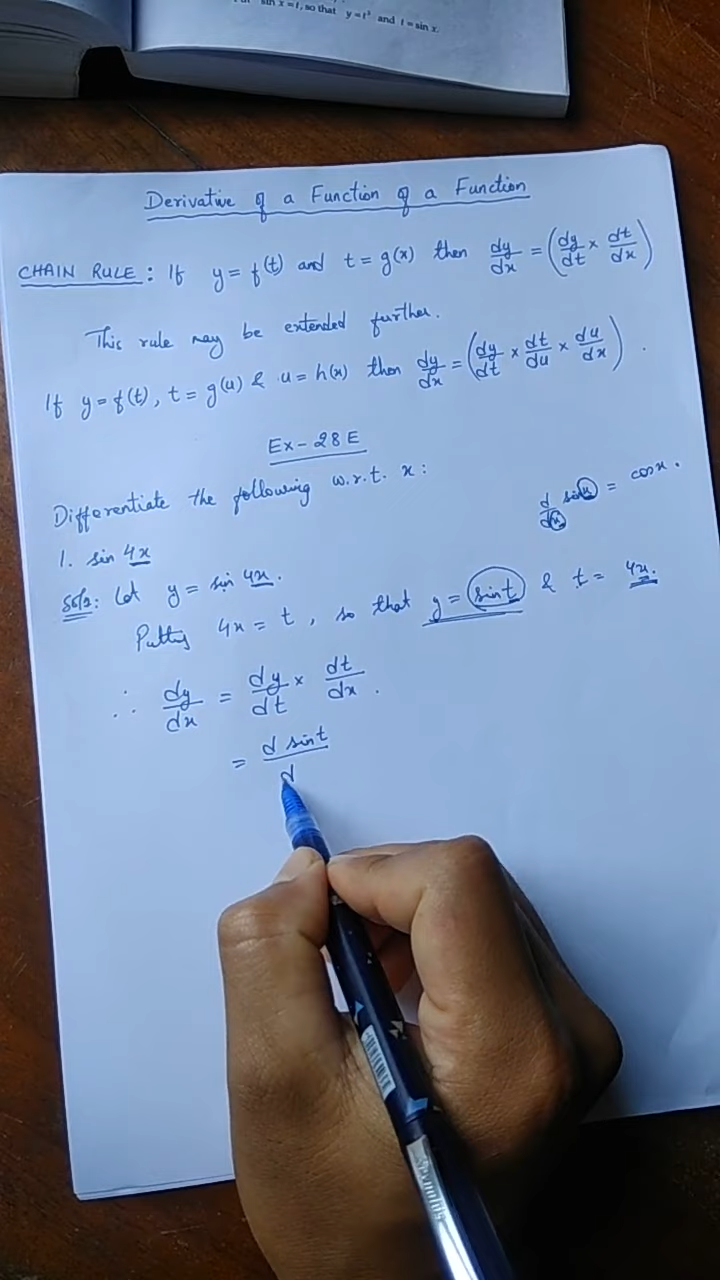 sin x = t, so that y = t³ and t = sin x.
Derivative of a Function of a Function
CHAIN RULE : If y = f(t) and t = g(x) then dy/dx = (dy/dt × dt/dx)
This rule may be extended further.
If y = f(t), t = g(u) & u = h(x) then dy/dx = (dy/dt × dt/du × du/dx).
Ex - 28 E
Differentiate the following w.r.t. x :
d/dx sin x = cos x.
1. sin 4x
Soln: Let y = sin 4x.
Putting 4x = t, so that y = sin t & t = 4x.
∴ dy/dx = dy/dt × dt/dx.
= d sin t / d